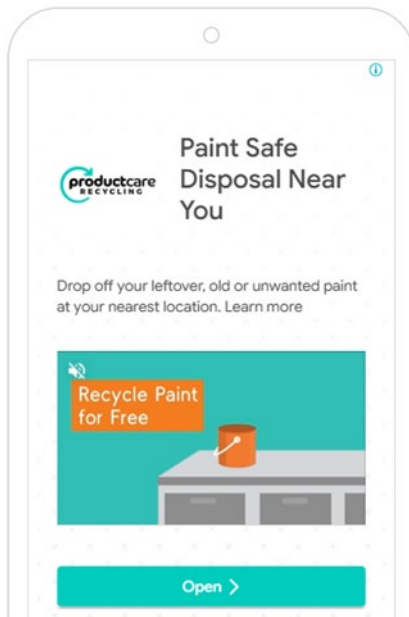 productcare
RECYCLING
Paint Safe
Disposal Near
You
Drop off your leftover, old or unwanted paint
at your nearest location. Learn more
Recycle Paint
for Free
Open